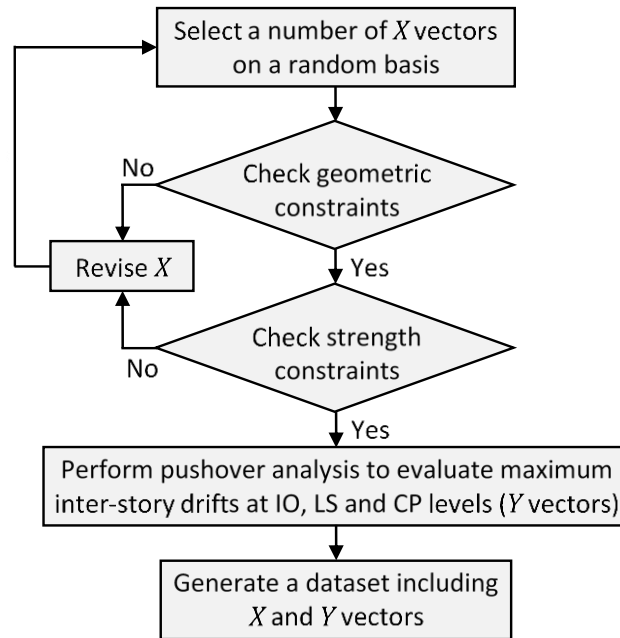 Select a number of X vectors
on a random basis
No
Check geometric
constraints
Revise X
Yes
Check strength
constraints
No
Yes
Perform pushover analysis to evaluate maximum
inter-story drifts at IO, LS and CP levels (Y vectors)
Generate a dataset including
X and Y vectors